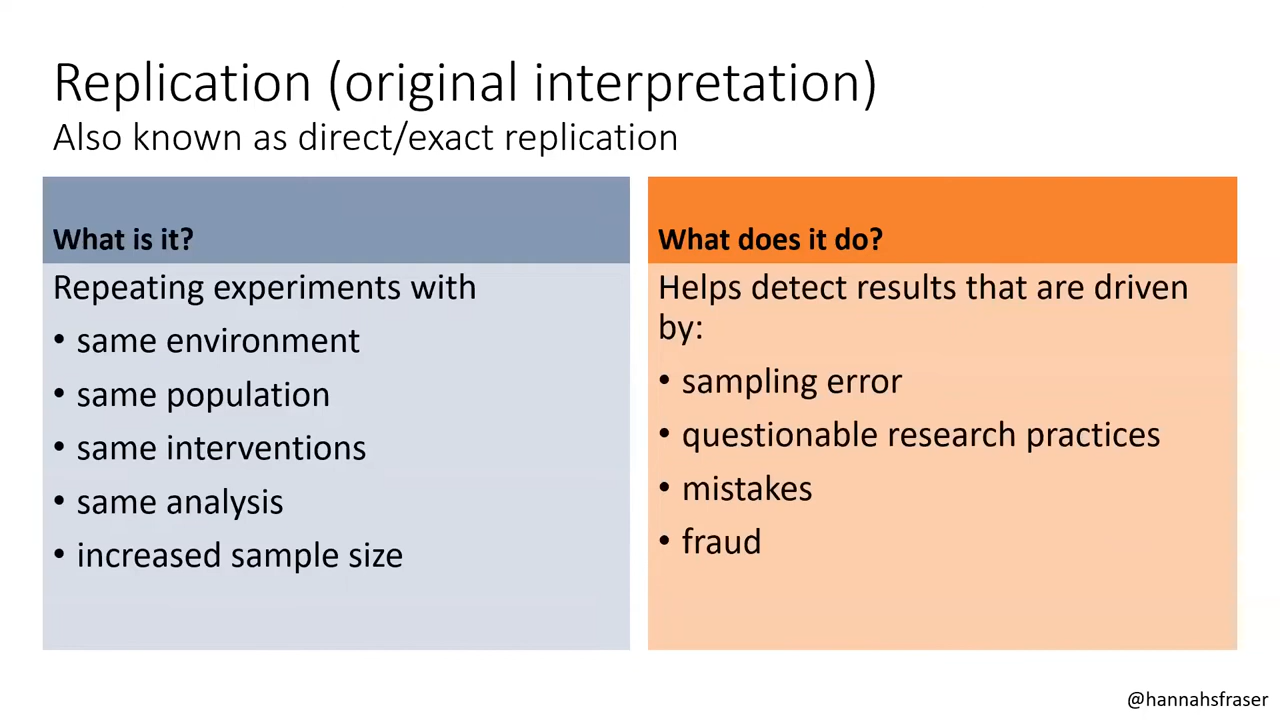 Replication (original interpretation)
Also known as direct/exact replication
What is it?
Repeating experiments with
• same environment
• same population
• same interventions
• same analysis
• increased sample size
What does it do?
Helps detect results that are driven
by:
• sampling error
• questionable research practices
• mistakes
• fraud
@hannahsfraser